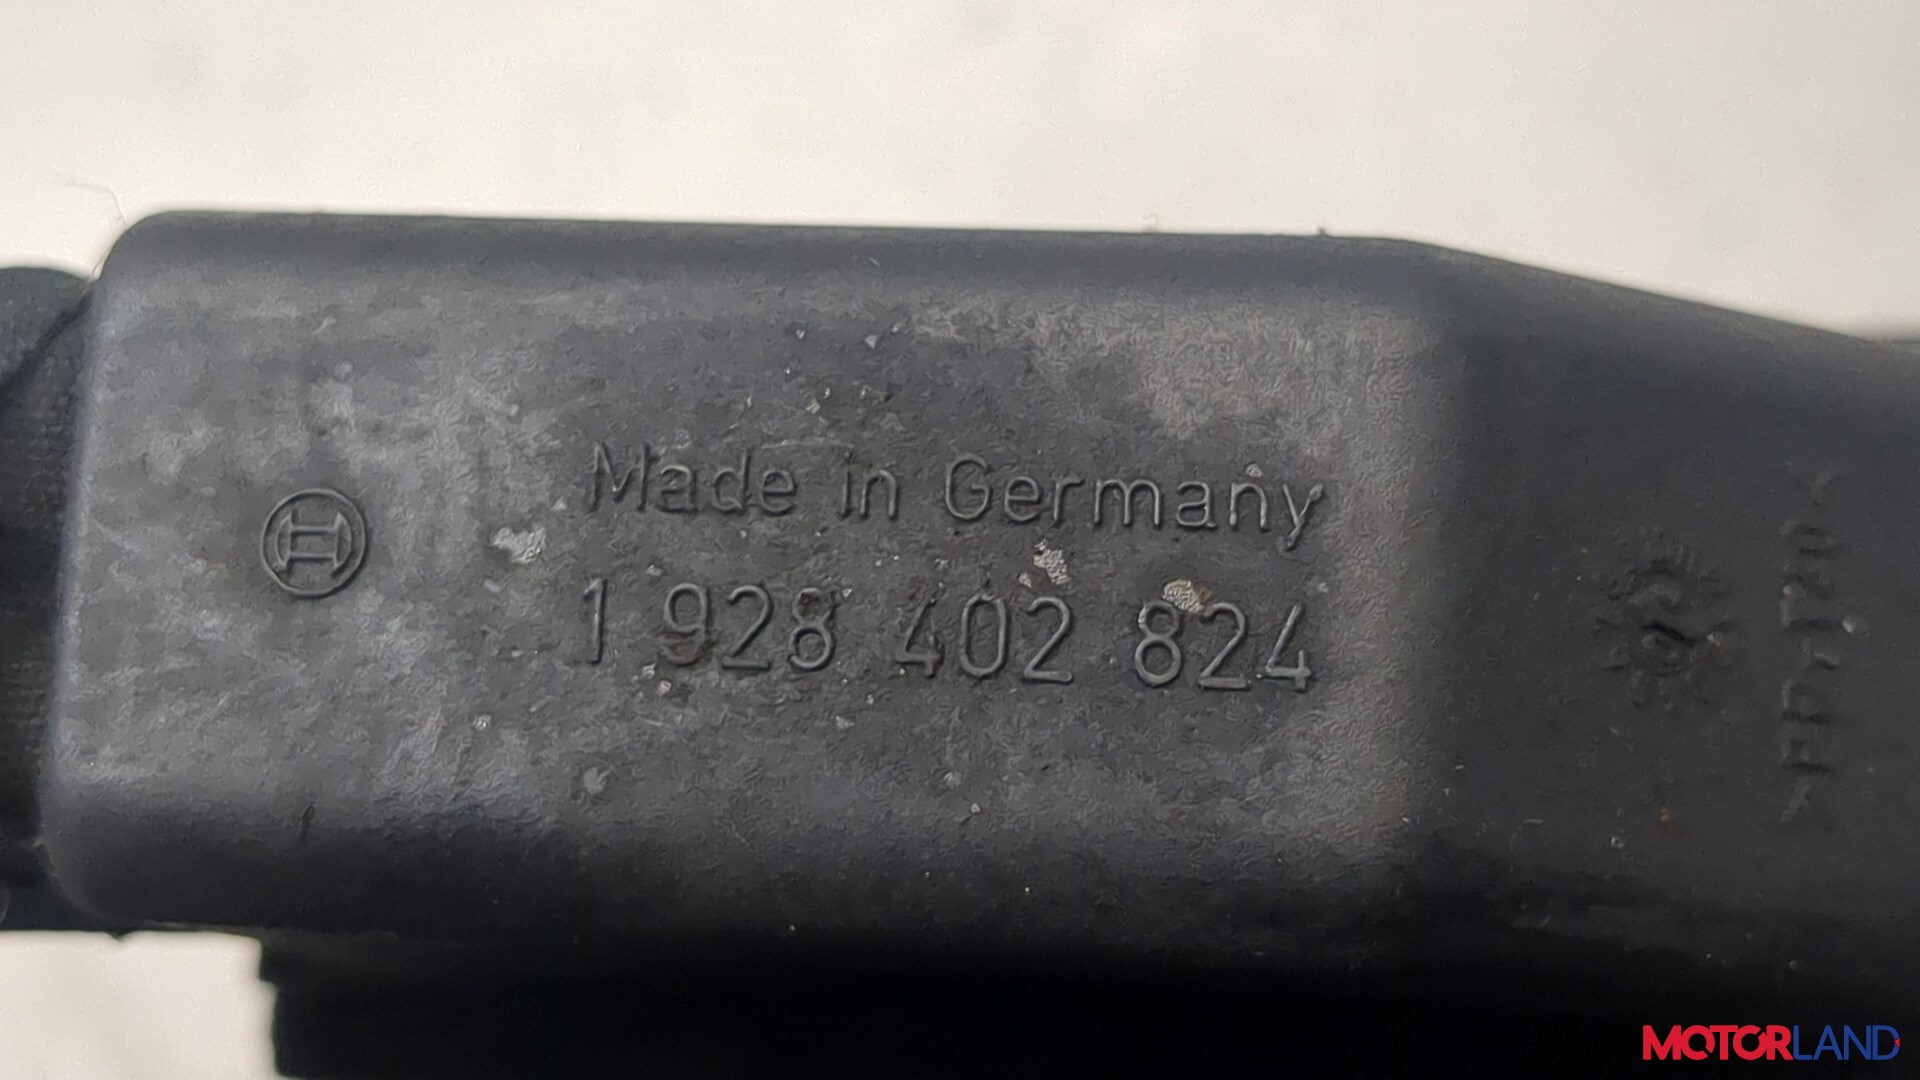 Made in Germany
1 928 402 824
MOTORLAND